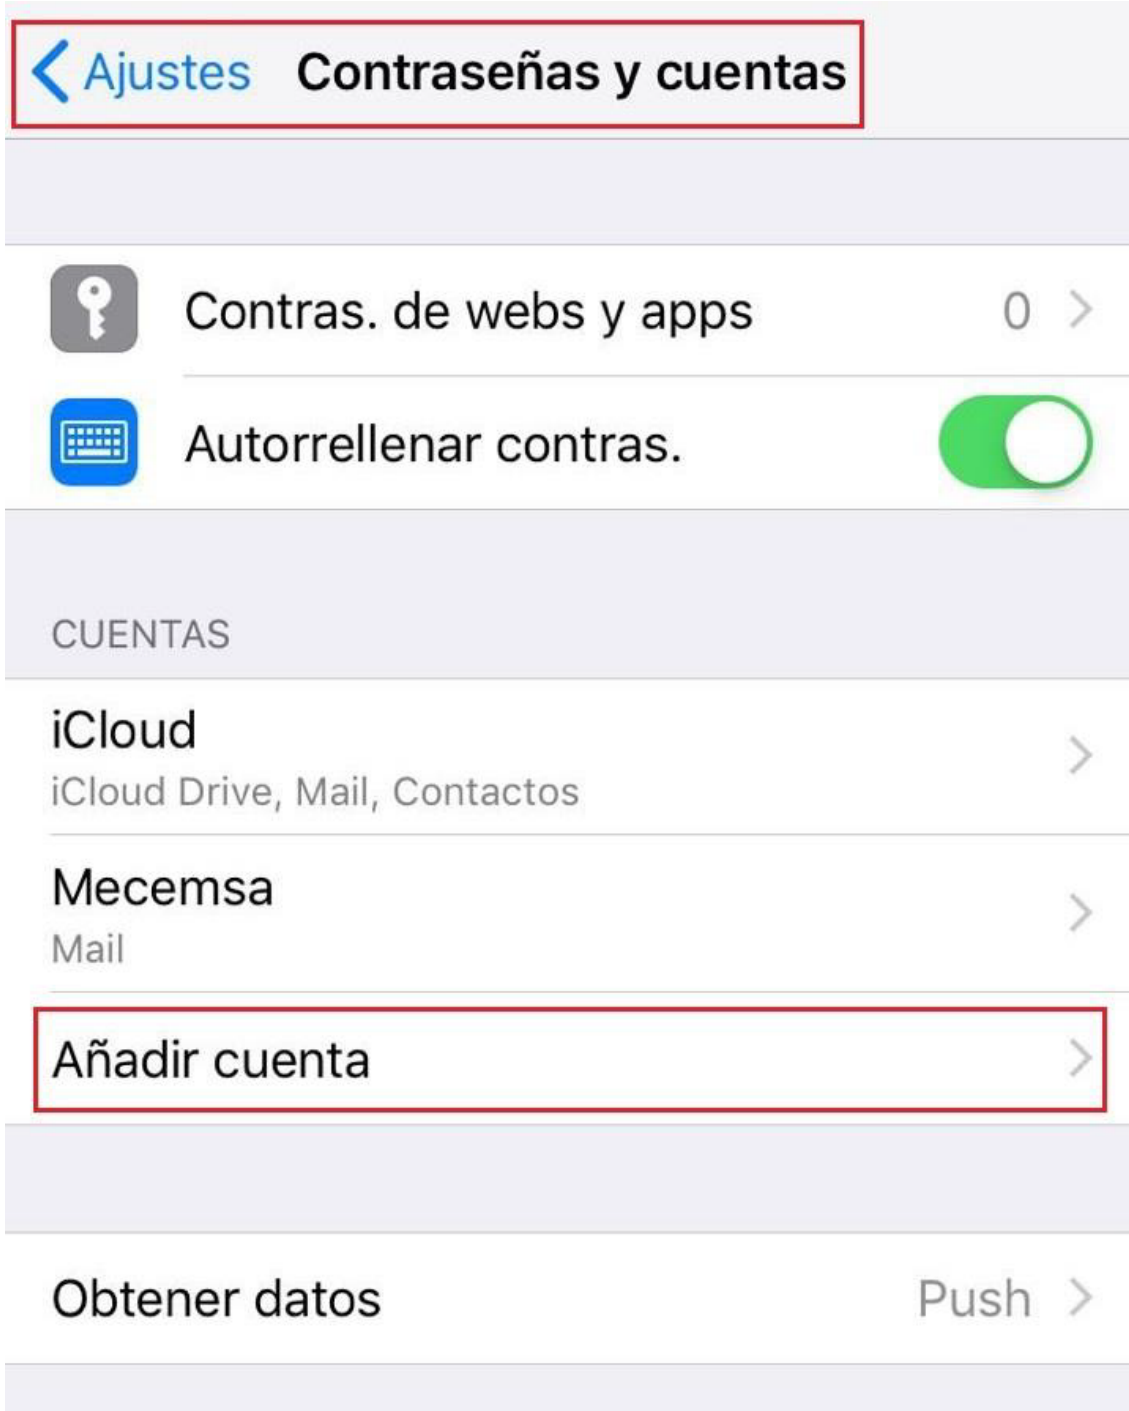 Ajustes Contraseñas y cuentas
Contras. de webs y apps 0
Autorrellenar contras.
CUENTAS
iCloud
iCloud Drive, Mail, Contactos
Mecemsa
Mail
Añadir cuenta
Obtener datos Push